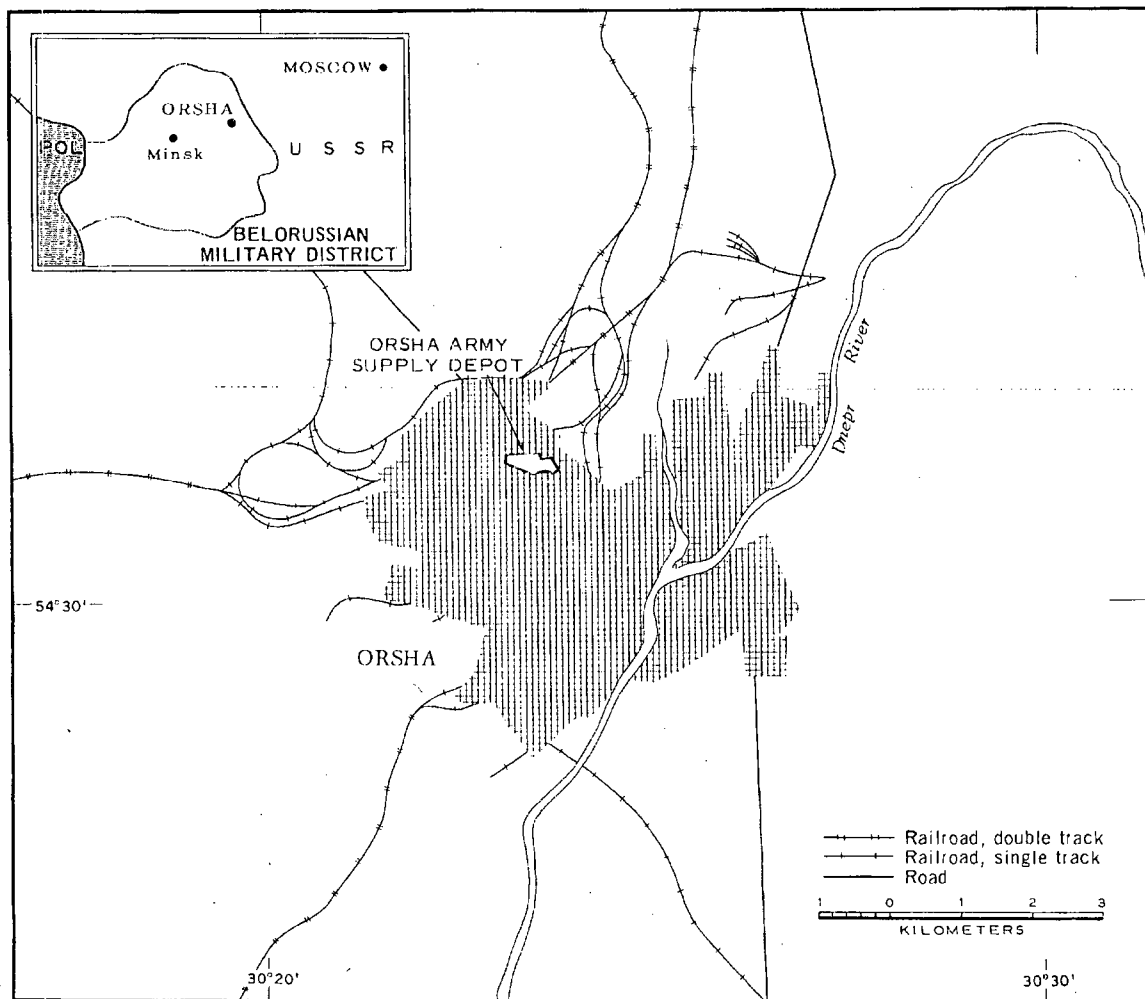 MOSCOW
ORSHA
POL
Minsk
U S S R
BELORUSSIAN
MILITARY DISTRICT
ORSHA ARMY
SUPPLY DEPOT
Dnepr River
54°30'
ORSHA
Railroad, double track
Railroad, single track
Road
1 0 1 2 3
KILOMETERS
30°20'
30°30'